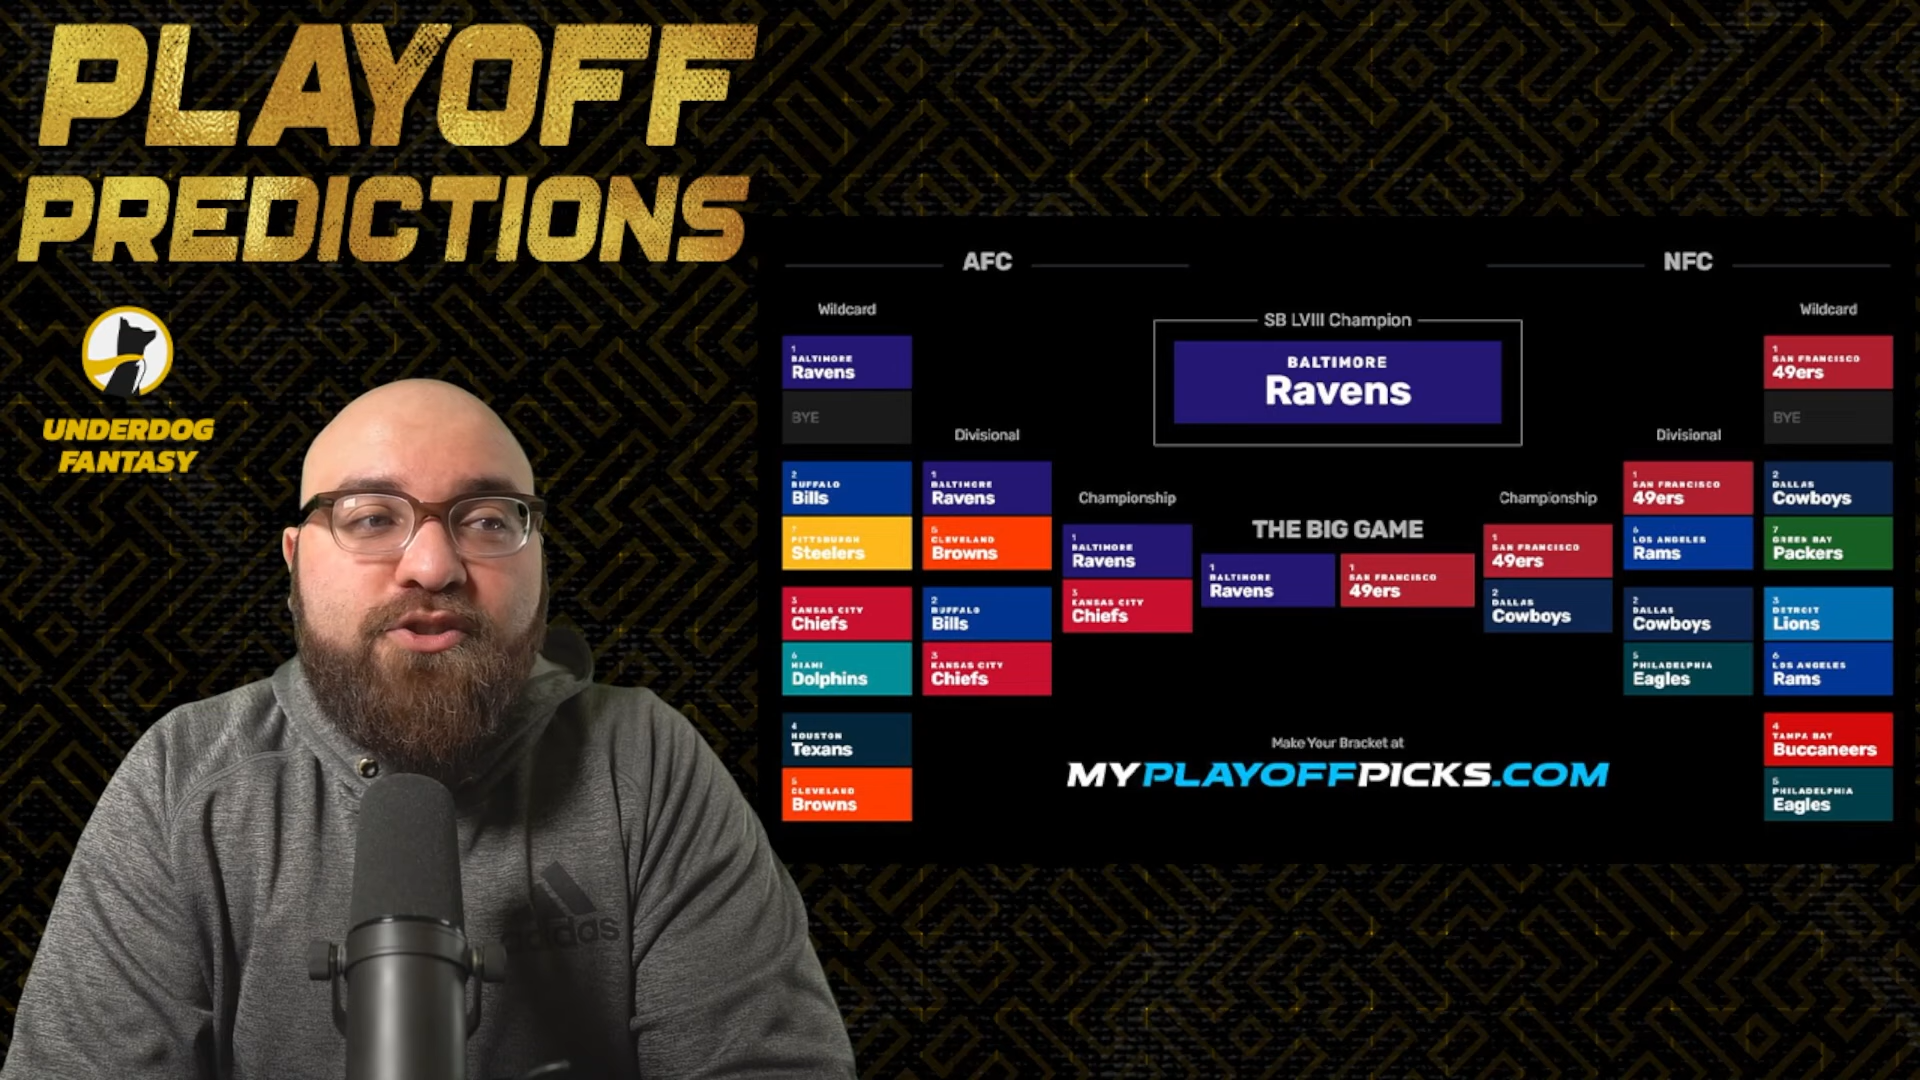 PLAYOFF
PREDICTIONS
UNDERDOG
FANTASY
adidas
AFC
NFC
Wildcard
1
BALTIMORE
Ravens
BYE
2
BUFFALO
Bills
7
PITTSBURGH
Steelers
3
KANSAS CITY
Chiefs
6
MIAMI
Dolphins
4
HOUSTON
Texans
5
CLEVELAND
Browns
Divisional
1
BALTIMORE
Ravens
5
CLEVELAND
Browns
2
BUFFALO
Bills
3
KANSAS CITY
Chiefs
Championship
1
BALTIMORE
Ravens
3
KANSAS CITY
Chiefs
SB LVIII Champion
BALTIMORE
Ravens
THE BIG GAME
1
BALTIMORE
Ravens
1
SAN FRANCISCO
49ers
Make Your Bracket at
MYPLAYOFFPICKS.COM
Championship
1
SAN FRANCISCO
49ers
2
DALLAS
Cowboys
Divisional
1
SAN FRANCISCO
49ers
6
LOS ANGELES
Rams
2
DALLAS
Cowboys
5
PHILADELPHIA
Eagles
Wildcard
1
SAN FRANCISCO
49ers
BYE
2
DALLAS
Cowboys
7
GREEN BAY
Packers
3
DETROIT
Lions
6
LOS ANGELES
Rams
4
TAMPA BAY
Buccaneers
5
PHILADELPHIA
Eagles